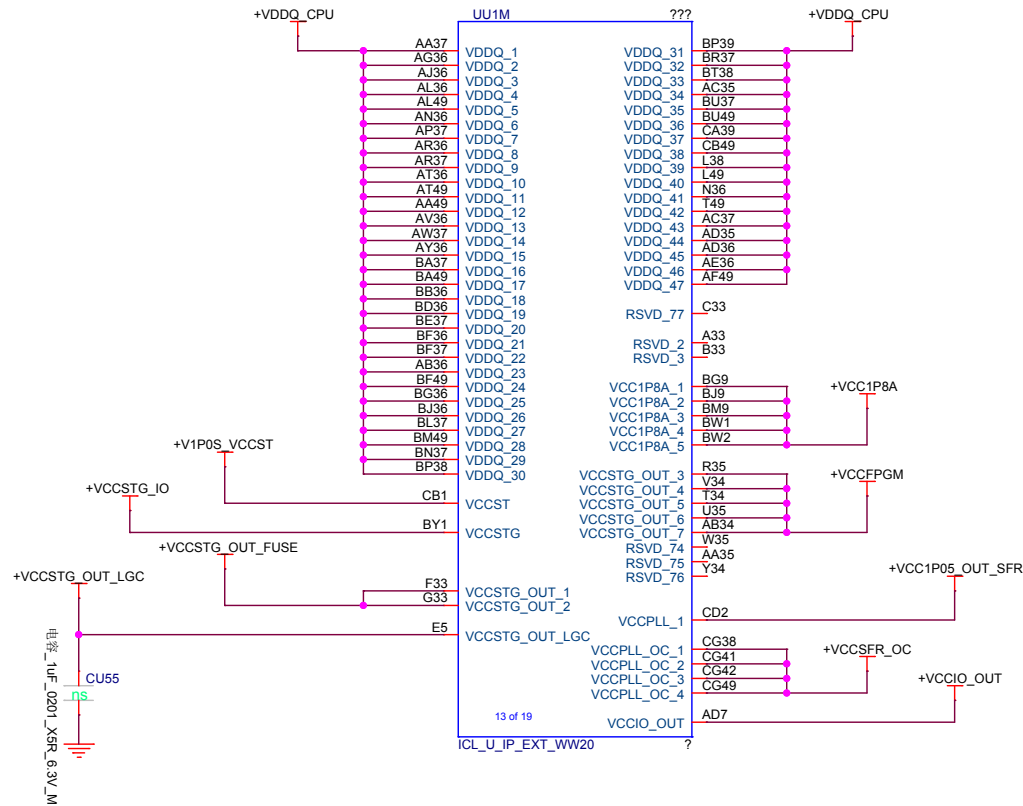 +VDDQ_CPU
UU1M
???
+VDDQ_CPU
AA37 VDDQ_1
AG36 VDDQ_2
AJ36 VDDQ_3
AL36 VDDQ_4
AL49 VDDQ_5
AN36 VDDQ_6
AP37 VDDQ_7
AR36 VDDQ_8
AR37 VDDQ_9
AT36 VDDQ_10
AT49 VDDQ_11
AA49 VDDQ_12
AV36 VDDQ_13
AW37 VDDQ_14
AY36 VDDQ_15
BA37 VDDQ_16
BA49 VDDQ_17
BB36 VDDQ_18
BD36 VDDQ_19
BE37 VDDQ_20
BF36 VDDQ_21
BF37 VDDQ_22
AB36 VDDQ_23
BF49 VDDQ_24
BG36 VDDQ_25
BJ36 VDDQ_26
BL37 VDDQ_27
BM49 VDDQ_28
BN37 VDDQ_29
BP38 VDDQ_30
+V1P0S_VCCST
CB1 VCCST
+VCCSTG_IO
BY1 VCCSTG
+VCCSTG_OUT_FUSE
F33 VCCSTG_OUT_1
G33 VCCSTG_OUT_2
+VCCSTG_OUT_LGC
E5 VCCSTG_OUT_LGC
CU55
ns
电容_1uF_0201_X5R_6.3V_M
VDDQ_31 BP39
VDDQ_32 BR37
VDDQ_33 BT38
VDDQ_34 AC35
VDDQ_35 BU37
VDDQ_36 BU49
VDDQ_37 CA39
VDDQ_38 CB49
VDDQ_39 L38
VDDQ_40 L49
VDDQ_41 N36
VDDQ_42 T49
VDDQ_43 AC37
VDDQ_44 AD35
VDDQ_45 AD36
VDDQ_46 AE36
VDDQ_47 AF49
RSVD_77 C33
RSVD_2 A33
RSVD_3 B33
VCC1P8A_1 BG9
VCC1P8A_2 BJ9
VCC1P8A_3 BM9
VCC1P8A_4 BW1
VCC1P8A_5 BW2
+VCC1P8A
VCCSTG_OUT_3 R35
VCCSTG_OUT_4 V34
VCCSTG_OUT_5 T34
VCCSTG_OUT_6 U35
VCCSTG_OUT_7 AB34
+VCCFPGM
RSVD_74 W35
RSVD_75 AA35
RSVD_76 Y34
VCCPLL_1 CD2
+VCC1P05_OUT_SFR
VCCPLL_OC_1 CG38
VCCPLL_OC_2 CG41
VCCPLL_OC_3 CG42
VCCPLL_OC_4 CG49
+VCCSFR_OC
VCCIO_OUT AD7
+VCCIO_OUT
13 of 19
ICL_U_IP_EXT_WW20
?